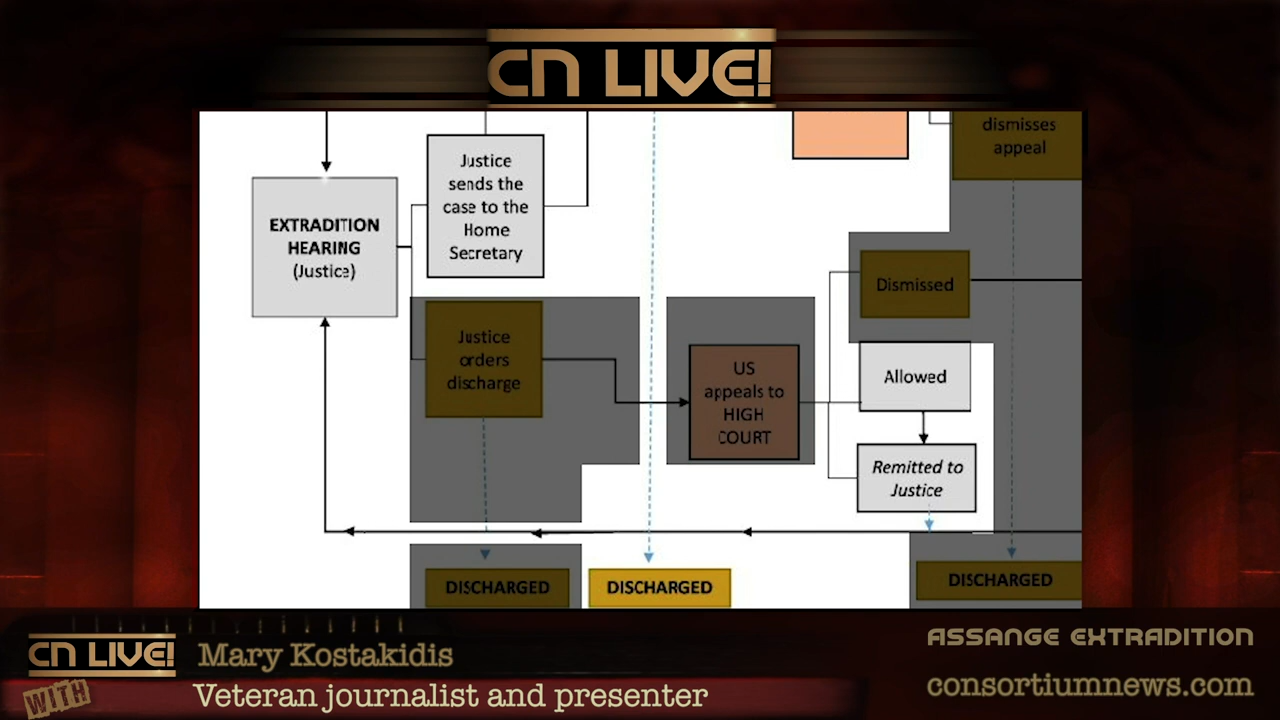 CN LIVE!
dismisses
appeal
Justice
sends the
case to the
Home
Secretary
EXTRADITION
HEARING
(Justice)
Dismissed
Justice
orders
discharge
US
appeals to
HIGH
COURT
Allowed
Remitted to
Justice
DISCHARGED
DISCHARGED
DISCHARGED
CN LIVE!
WITH
Mary Kostakidis
Veteran journalist and presenter
ASSANGE EXTRADITION
consortiumnews.com